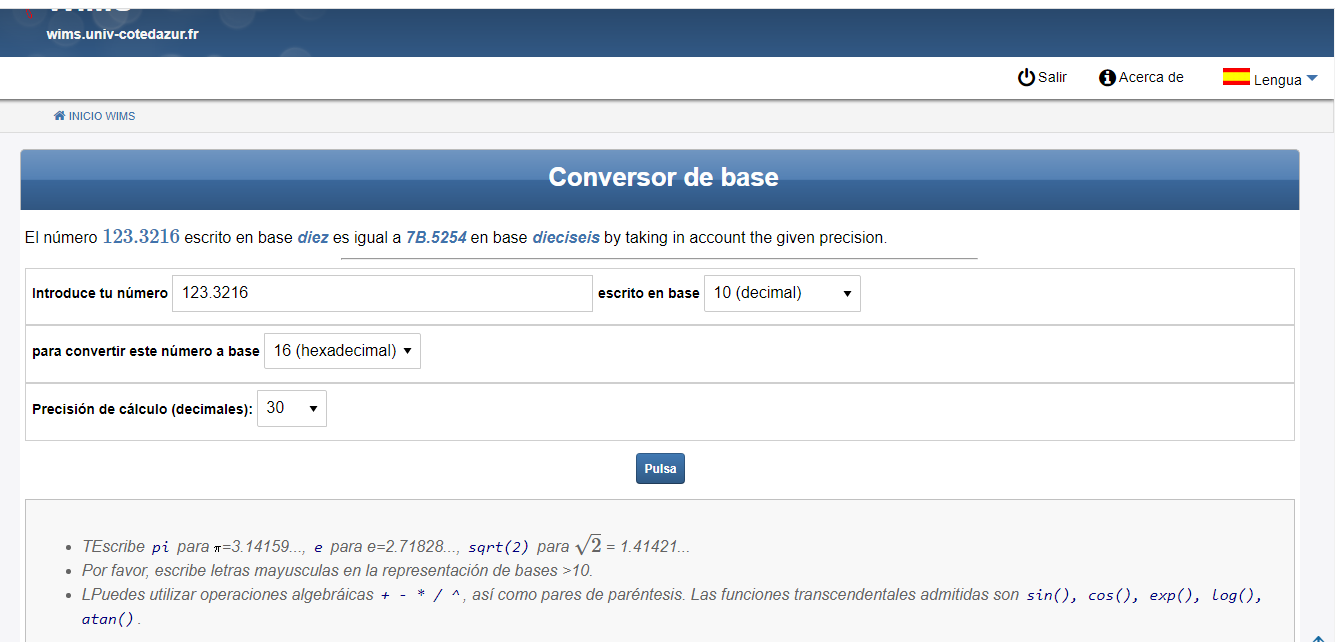 WIMS
wims.univ-cotedazur.fr
Salir Acerca de Lengua
INICIO WIMS
Conversor de base
El número 123.3216 escrito en base diez es igual a 7B.5254 en base dieciseis by taking in account the given precision.
Introduce tu número 123.3216 escrito en base 10 (decimal)
para convertir este número a base 16 (hexadecimal)
Precisión de cálculo (decimales): 30
Pulsa
• TEscribe pi para π=3.14159..., e para e=2.71828..., sqrt(2) para √2 = 1.41421...
• Por favor, escribe letras mayusculas en la representación de bases >10.
• LPuedes utilizar operaciones algebráicas + - * / ^, así como pares de paréntesis. Las funciones transcendentales admitidas son sin(), cos(), exp(), log(),
atan().